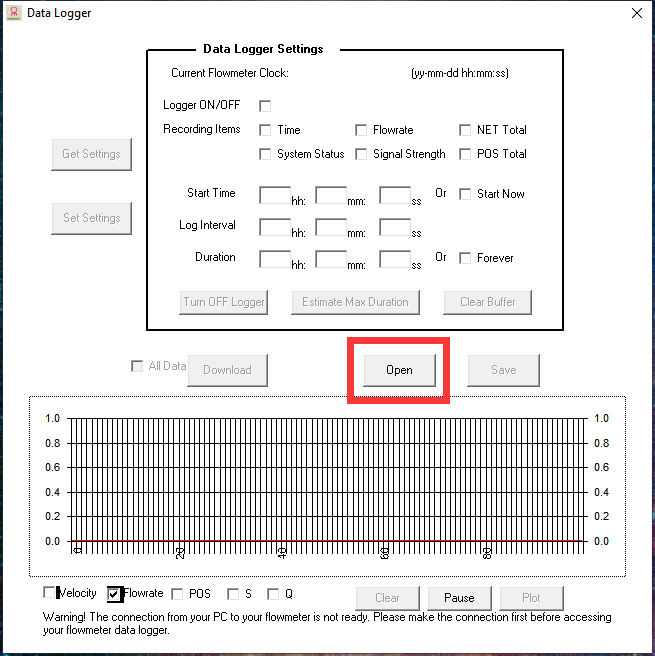 Data Logger
Data Logger Settings
Current Flowmeter Clock: (yy-mm-dd hh:mm:ss)
Logger ON/OFF
Recording Items Time Flowrate NET Total
System Status Signal Strength POS Total
Get Settings
Set Settings
Start Time hh: mm: ss Or Start Now
Log Interval hh: mm: ss
Duration hh: mm: ss Or Forever
Turn OFF Logger Estimate Max Duration Clear Buffer
All Data Download Open Save
1.0 1.0
0.8 0.8
0.6 0.6
0.4 0.4
0.2 0.2
0.0 0.0
0 20 40 60 80
Velocity Flowrate POS S Q Clear Pause Plot
Warning! The connection from your PC to your flowmeter is not ready. Please make the connection first before accessing
your flowmeter data logger.